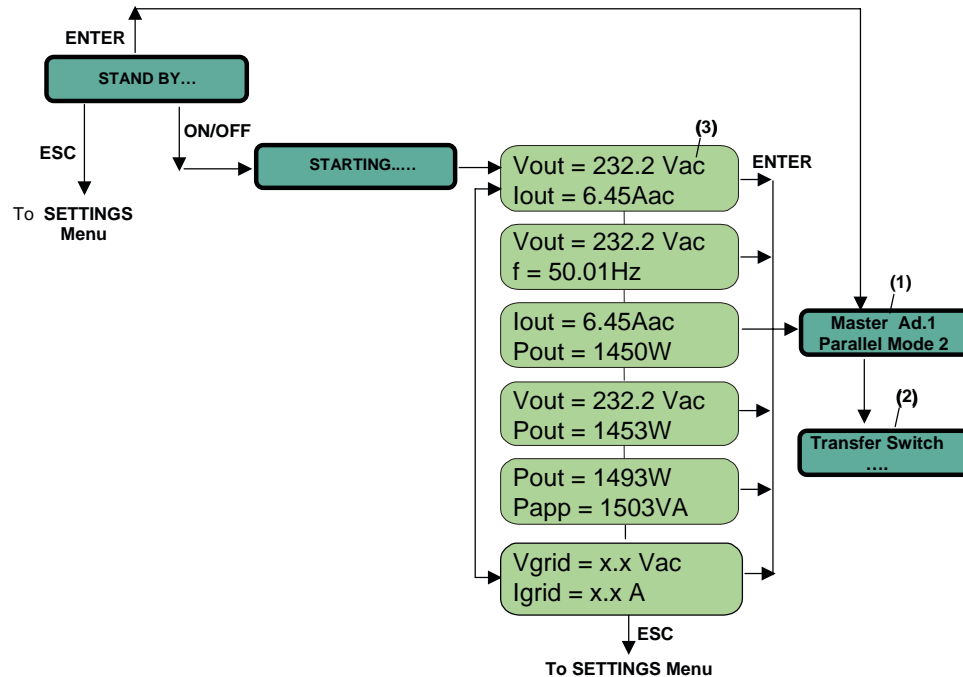 ENTER
STAND BY…
ON/OFF
ESC
To SETTINGS
Menu
STARTING.….
(3)
Vout = 232.2 Vac
Iout = 6.45Aac
ENTER
Vout = 232.2 Vac
f = 50.01Hz
(1)
Iout = 6.45Aac
Pout = 1450W
Master Ad.1
Parallel Mode 2
Vout = 232.2 Vac
Pout = 1453W
(2)
Transfer Switch
….
Pout = 1493W
Papp = 1503VA
Vgrid = x.x Vac
Igrid = x.x A
ESC
To SETTINGS Menu